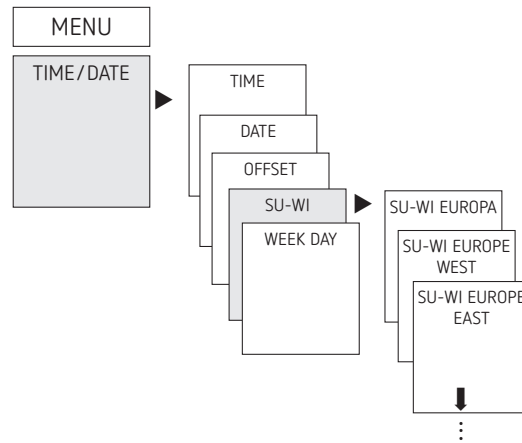 MENU
TIME/DATE
TIME
DATE
OFFSET
SU-WI
WEEK DAY
SU-WI EUROPA
SU-WI EUROPE
WEST
SU-WI EUROPE
EAST